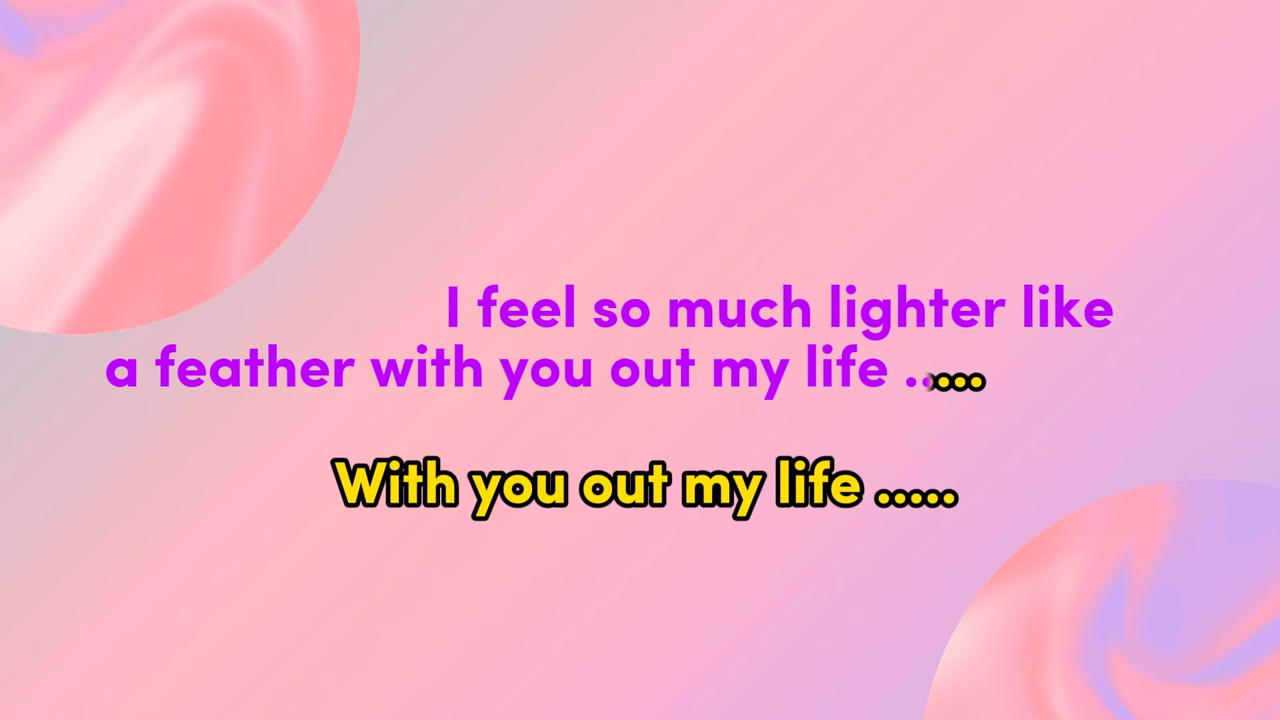 I feel so much lighter like
a feather with you out my life .....
With you out my life .....